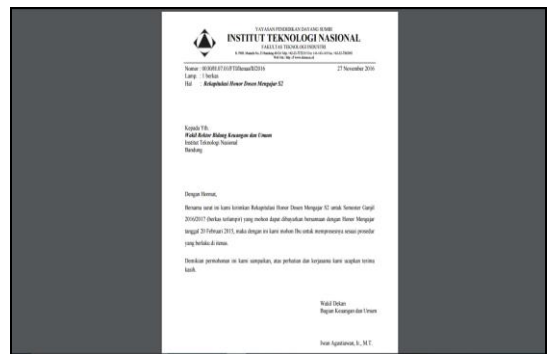 YAYASAN PENDIDIKAN DAYANG SUMBI
INSTITUT TEKNOLOGI NASIONAL
FAKULTAS TEKNOLOGI INDUSTRI
Nomor
27 November 2016
Lamp. : 1 berkas
Hal : Rekapitulasi Honor Dosen Mengajar S2
Kepada Yth.
Wakil Rektor Bidang Keuangan dan Umum
Institut Teknologi Nasional
Bandung.
Dengan Hormat,
Bersama surat ini kami kirimkan Rekapitulasi Honor Dosen Mengajar S2 untuk Semester Ganjil
2016/2017 (berkas terlampir) yang mohon dapat dibayarkan bersamaan dengan Honor Mengajar
tanggal 20 Februari 2015, maka dengan ini kami mohon Ibu untuk memprosesnya sesuai prosedur
yang berlaku di itenas.
Demikian permohonan ini kami sampaikan, atas perhatian dan kerjasama kami ucapkan terima
kasih.
Wakil Dekan
Bagian Keuangan dan Umum
Iwan Agustiawan, Ir., M.T.